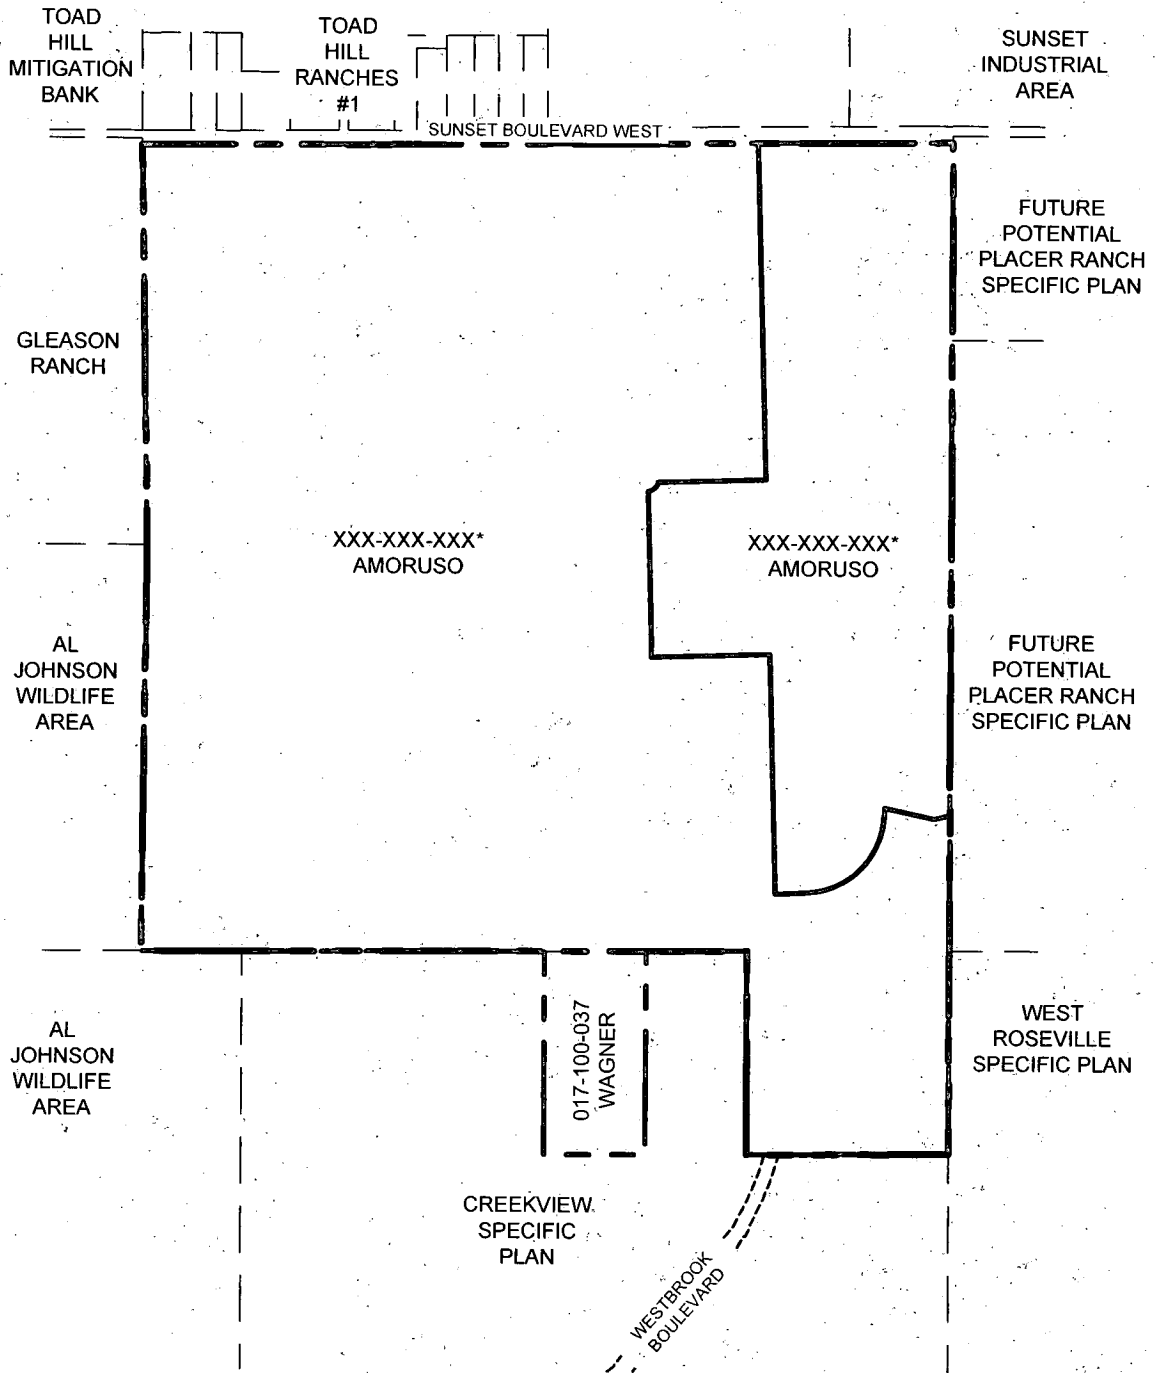 TOAD
HILL
MITIGATION
BANK
TOAD
HILL
RANCHES
#1
SUNSET
INDUSTRIAL
AREA
SUNSET BOULEVARD WEST
FUTURE
POTENTIAL
PLACER RANCH
SPECIFIC PLAN
GLEASON
RANCH
XXX-XXX-XXX*
AMORUSO
XXX-XXX-XXX*
AMORUSO
AL
JOHNSON
WILDLIFE
AREA
FUTURE
POTENTIAL
PLACER RANCH
SPECIFIC PLAN
AL
JOHNSON
WILDLIFE
AREA
017-100-037
WAGNER
WEST
ROSEVILLE
SPECIFIC PLAN
CREEKVIEW
SPECIFIC
PLAN
WESTBROOK
BOULEVARD